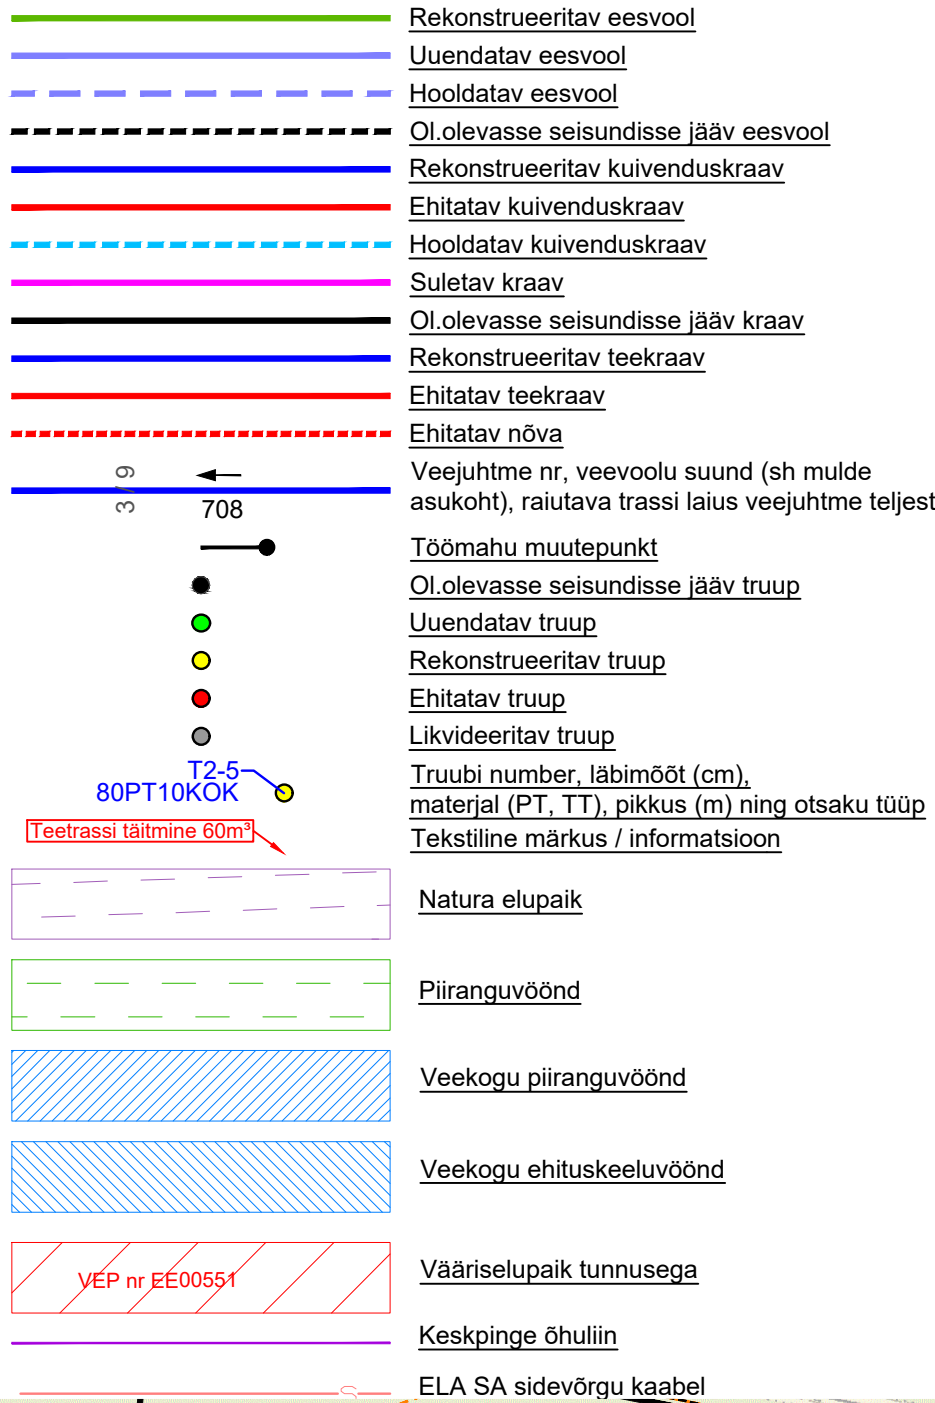 Rekonstrueeritav eesvool
Uuendatav eesvool
Hooldatav eesvool
Ol.olevasse seisundisse jääv eesvool
Rekonstrueeritav kuivenduskraav
Ehitatav kuivenduskraav
Hooldatav kuivenduskraav
Suletav kraav
Ol.olevasse seisundisse jääv kraav
Rekonstrueeritav teekraav
Ehitatav teekraav
Ehitatav nõva
3 / 9
708
Veejuhtme nr, veevoolu suund (sh mulde
asukoht), raiutava trassi laius veejuhtme teljest
Töömahu muutepunkt
Ol.olevasse seisundisse jääv truup
Uuendatav truup
Rekonstrueeritav truup
Ehitatav truup
Likvideeritav truup
T2-5
80PT10KOK
Truubi number, läbimõõt (cm),
materjal (PT, TT), pikkus (m) ning otsaku tüüp
Teetrassi täitmine 60m³
Tekstiline märkus / informatsioon
Natura elupaik
Piiranguvöönd
Veekogu piiranguvöönd
Veekogu ehituskeeluvöönd
VEP nr EE00551
Vääriselupaik tunnusega
Keskpinge õhuliin
ELA SA sidevõrgu kaabel